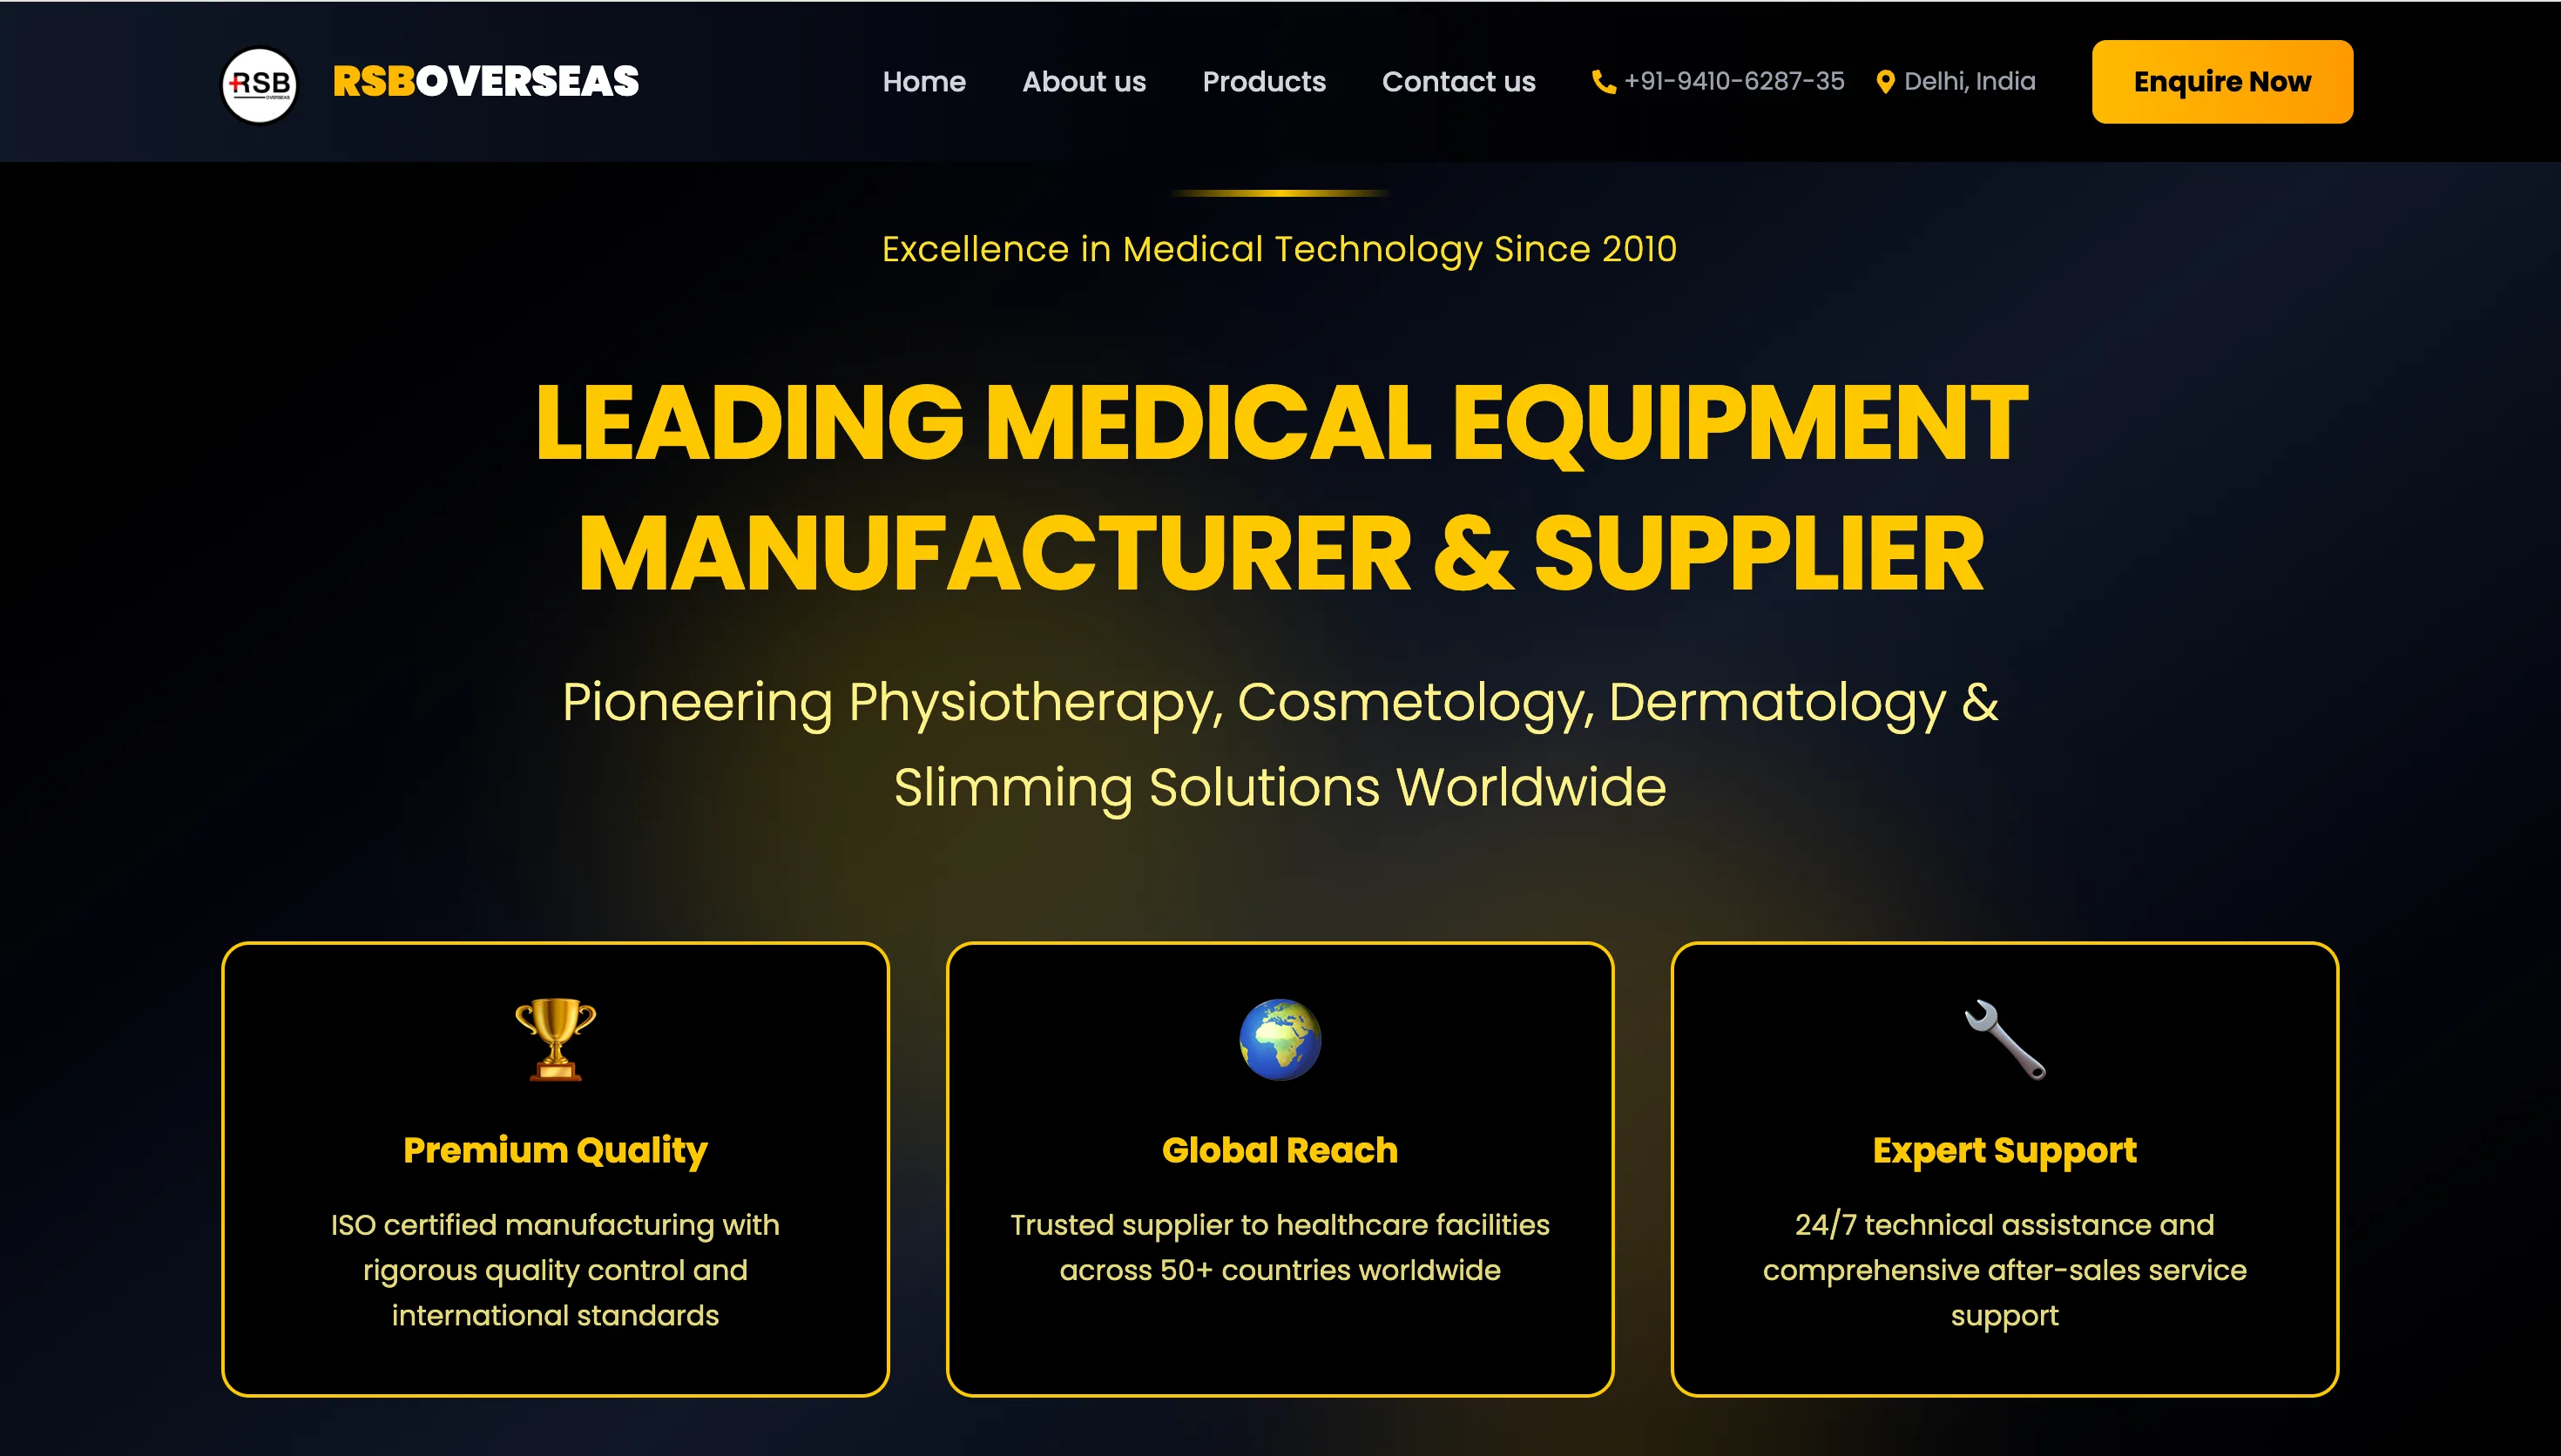 RSB
OVERSEAS
RSBOVERSEAS
Home
About us
Products
Contact us
+91-9410-6287-35
Delhi, India
Enquire Now
Excellence in Medical Technology Since 2010
LEADING MEDICAL EQUIPMENT
MANUFACTURER & SUPPLIER
Pioneering Physiotherapy, Cosmetology, Dermatology &
Slimming Solutions Worldwide
Premium Quality
ISO certified manufacturing with
rigorous quality control and
international standards
Global Reach
Trusted supplier to healthcare facilities
across 50+ countries worldwide
Expert Support
24/7 technical assistance and
comprehensive after-sales service
support